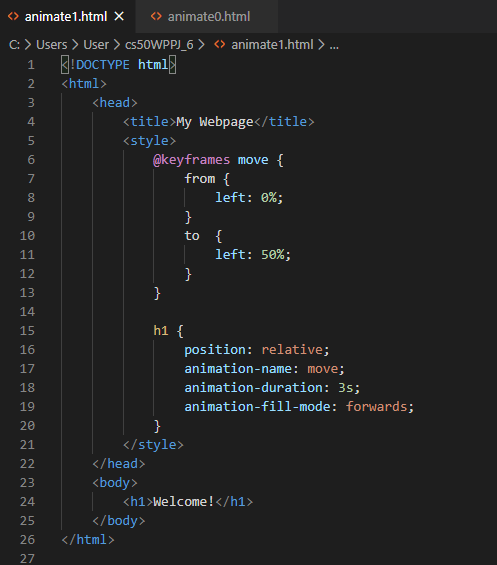 animate1.html × animate0.html
C: > Users > User > cs50WPPJ_6 > animate1.html > ...
1 <!DOCTYPE html>
2 <html>
3     <head>
4         <title>My Webpage</title>
5         <style>
6             @keyframes move {
7                 from {
8                     left: 0%;
9                 }
10                 to  {
11                     left: 50%;
12                 }
13             }
14
15             h1 {
16                 position: relative;
17                 animation-name: move;
18                 animation-duration: 3s;
19                 animation-fill-mode: forwards;
20             }
21         </style>
22     </head>
23     <body>
24         <h1>Welcome!</h1>
25     </body>
26 </html>
27